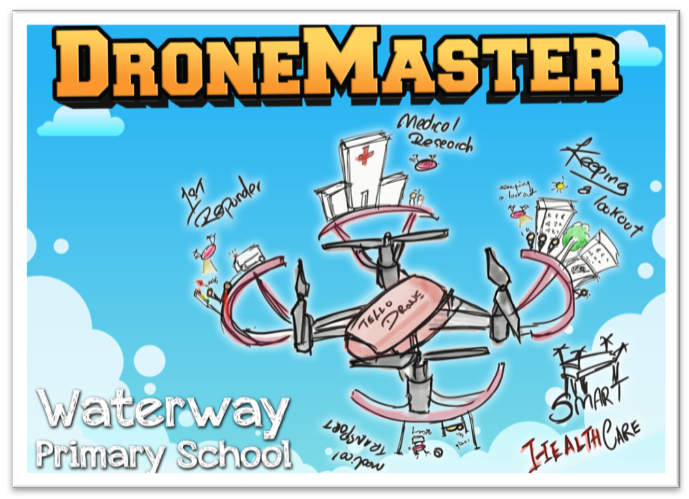 DRONEMASTER
Medical
Research
Keeping
a lookout
1st
Responder
TELLO
DRONE
SMART
HEALTHCARE
medical
TRANSPORT
Waterway
Primary School